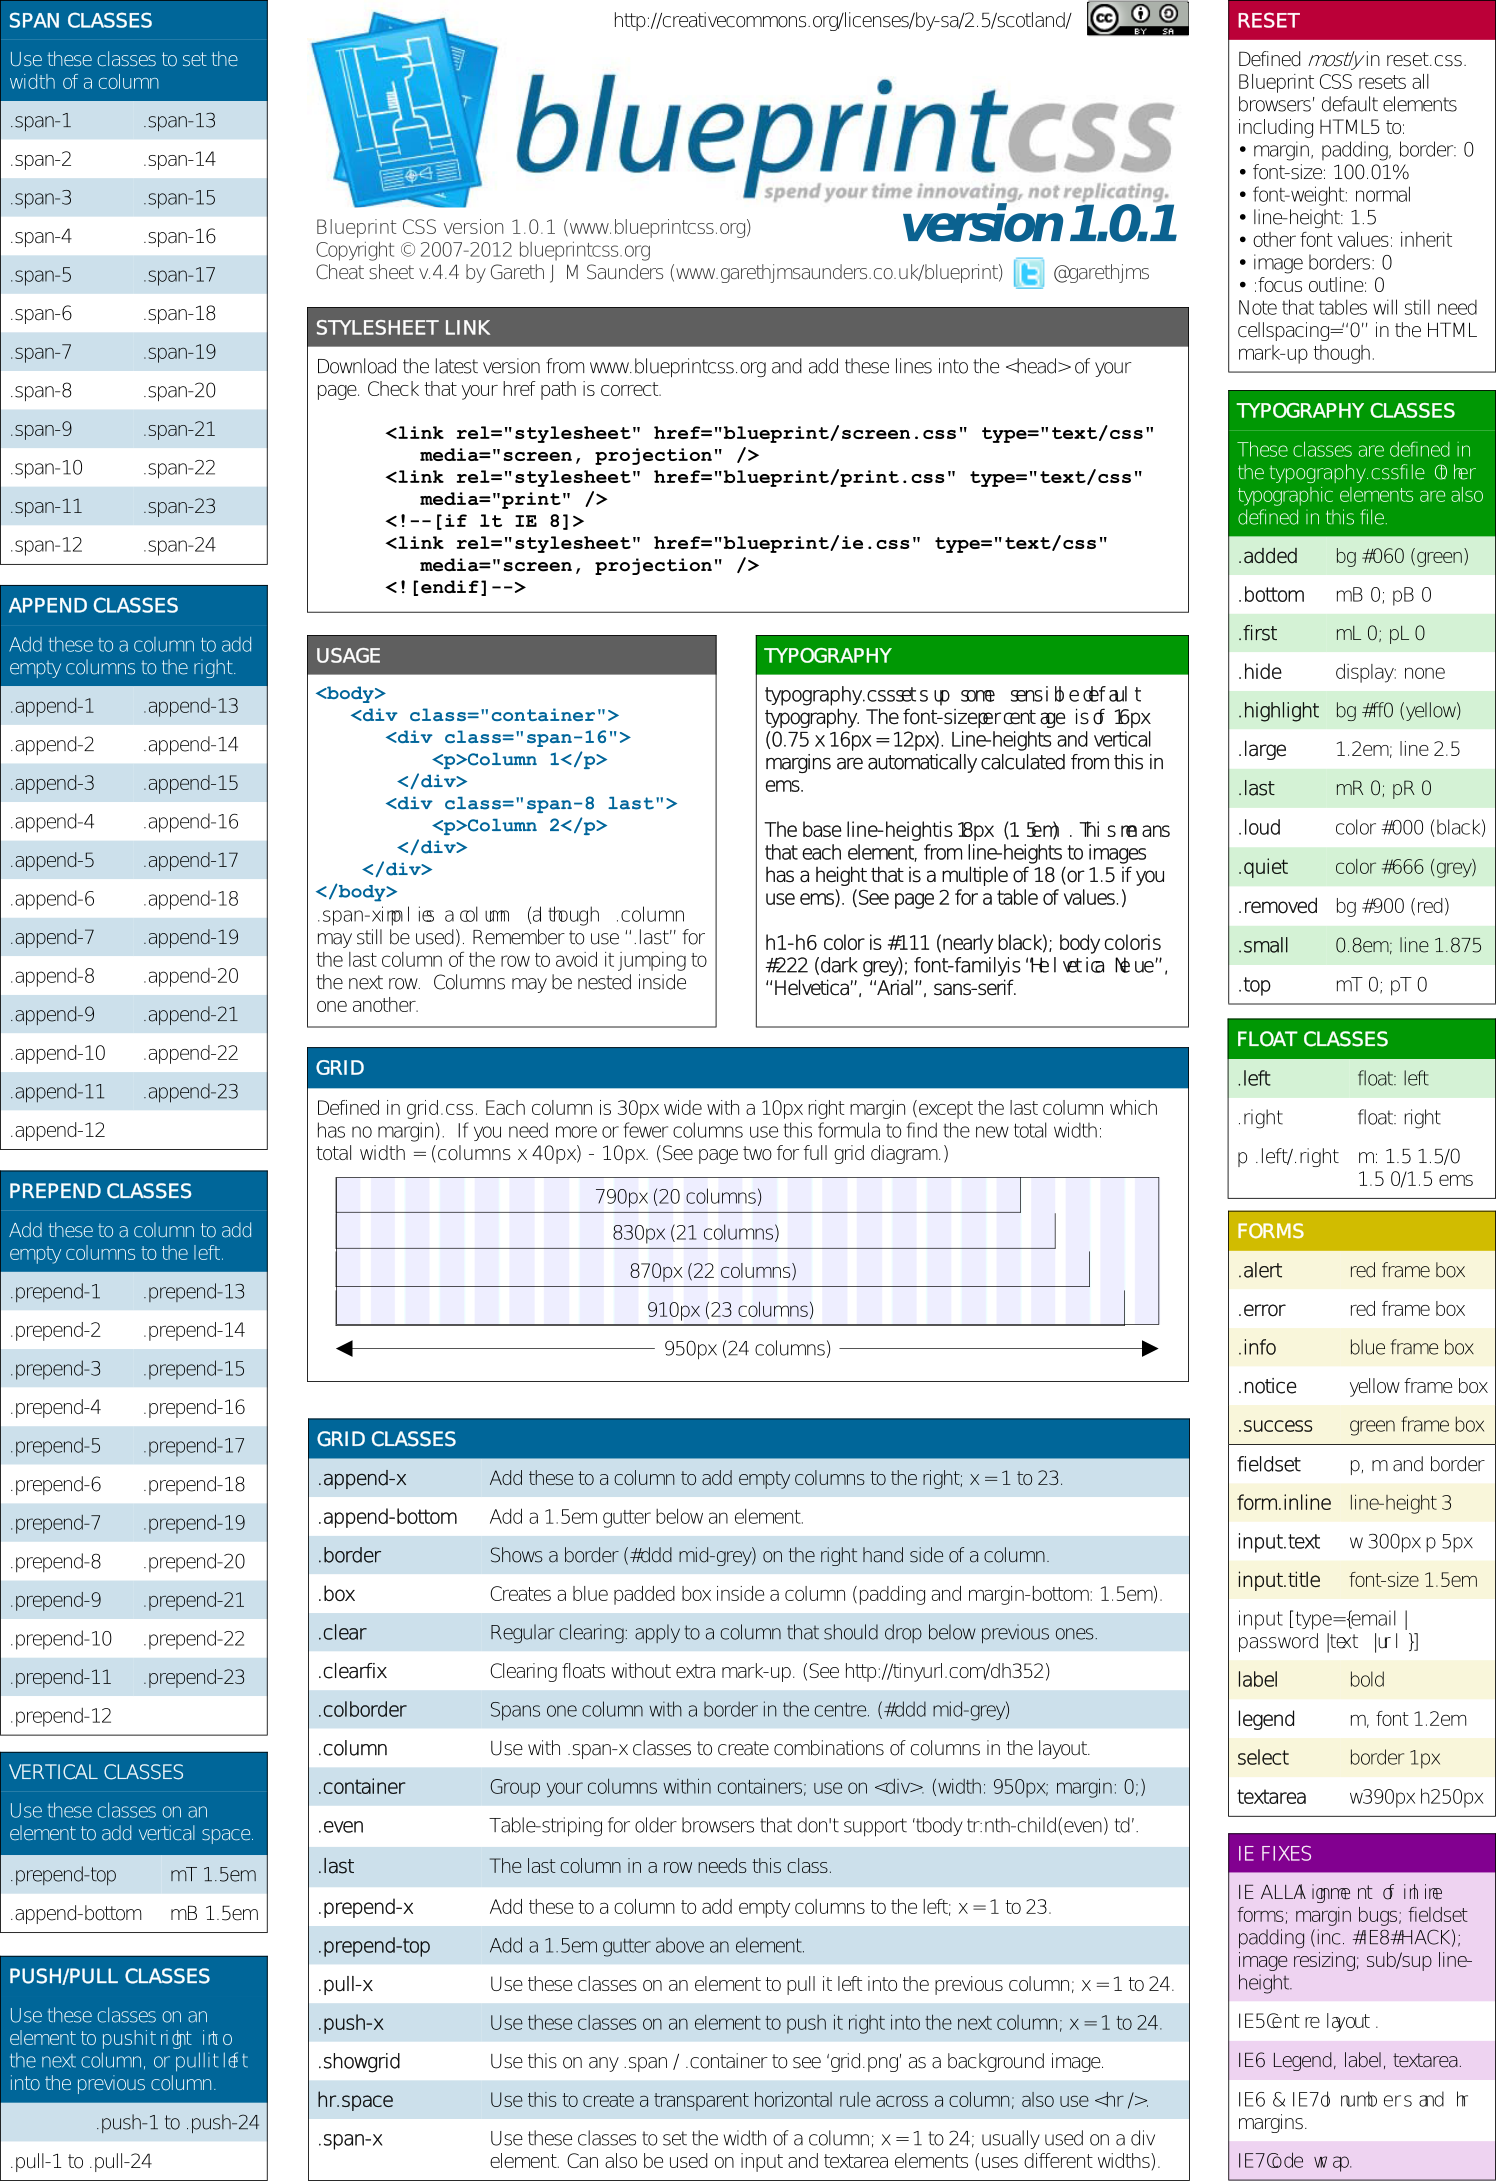 SPAN CLASSES
Use these classes to set the
width of a column
.span-1 .span-13
.span-2 .span-14
.span-3 .span-15
.span-4 .span-16
.span-5 .span-17
.span-6 .span-18
.span-7 .span-19
.span-8 .span-20
.span-9 .span-21
.span-10 .span-22
.span-11 .span-23
.span-12 .span-24
APPEND CLASSES
Add these to a column to add
empty columns to the right.
.append-1 .append-13
.append-2 .append-14
.append-3 .append-15
.append-4 .append-16
.append-5 .append-17
.append-6 .append-18
.append-7 .append-19
.append-8 .append-20
.append-9 .append-21
.append-10 .append-22
.append-11 .append-23
.append-12
PREPEND CLASSES
Add these to a column to add
empty columns to the left.
.prepend-1 .prepend-13
.prepend-2 .prepend-14
.prepend-3 .prepend-15
.prepend-4 .prepend-16
.prepend-5 .prepend-17
.prepend-6 .prepend-18
.prepend-7 .prepend-19
.prepend-8 .prepend-20
.prepend-9 .prepend-21
.prepend-10 .prepend-22
.prepend-11 .prepend-23
.prepend-12
VERTICAL CLASSES
Use these classes on an
element to add vertical space.
.prepend-top mT 1.5em
.append-bottom mB 1.5em
PUSH/PULL CLASSES
Use these classes on an
element to push it right into
the next column, or pull it left
into the previous column.
.push-1 to .push-24
.pull-1 to .pull-24
http://creativecommons.org/licenses/by-sa/2.5/scotland/
cc BY SA
blueprintcss
spend your time innovating, not replicating.
version 1.0.1
Blueprint CSS version 1.0.1 (www.blueprintcss.org)
Copyright © 2007-2012 blueprintcss.org
Cheat sheet v.4.4 by Gareth J M Saunders (www.garethjmsaunders.co.uk/blueprint) t @garethjms
STYLESHEET LINK
Download the latest version from www.blueprintcss.org and add these lines into the <head> of your
page. Check that your href path is correct.
<link rel="stylesheet" href="blueprint/screen.css" type="text/css"
media="screen, projection" />
<link rel="stylesheet" href="blueprint/print.css" type="text/css"
media="print" />
<!--[if lt IE 8]>
<link rel="stylesheet" href="blueprint/ie.css" type="text/css"
media="screen, projection" />
<![endif]-->
USAGE
<body>
<div class="container">
<div class="span-16">
<p>Column 1</p>
</div>
<div class="span-8 last">
<p>Column 2</p>
</div>
</div>
</body>
.span-x implies a column (although .column
may still be used). Remember to use “.last” for
the last column of the row to avoid it jumping to
the next row. Columns may be nested inside
one another.
TYPOGRAPHY
typography.css sets up some sensible default
typography. The font-size percentage is of 16px
(0.75 x 16px = 12px). Line-heights and vertical
margins are automatically calculated from this in
ems.
The base line-height is 18px (1.5em). This means
that each element, from line-heights to images
has a height that is a multiple of 18 (or 1.5 if you
use ems). (See page 2 for a table of values.)
h1-h6 color is #111 (nearly black); body color is
#222 (dark grey); font-family is “Helvetica Neue”,
“Helvetica”, “Arial”, sans-serif.
GRID
Defined in grid.css. Each column is 30px wide with a 10px right margin (except the last column which
has no margin). If you need more or fewer columns use this formula to find the new total width:
total width = (columns x 40px) - 10px. (See page two for full grid diagram.)
790px (20 columns)
830px (21 columns)
870px (22 columns)
910px (23 columns)
950px (24 columns)
GRID CLASSES
.append-x Add these to a column to add empty columns to the right; x = 1 to 23.
.append-bottom Add a 1.5em gutter below an element.
.border Shows a border (#ddd mid-grey) on the right hand side of a column.
.box Creates a blue padded box inside a column (padding and margin-bottom: 1.5em).
.clear Regular clearing: apply to a column that should drop below previous ones.
.clearfix Clearing floats without extra mark-up. (See http://tinyurl.com/dh352)
.colborder Spans one column with a border in the centre. (#ddd mid-grey)
.column Use with .span-x classes to create combinations of columns in the layout.
.container Group your columns within containers; use on <div>. (width: 950px; margin: 0;)
.even Table-striping for older browsers that don't support ‘tbody tr:nth-child(even) td’.
.last The last column in a row needs this class.
.prepend-x Add these to a column to add empty columns to the left; x = 1 to 23.
.prepend-top Add a 1.5em gutter above an element.
.pull-x Use these classes on an element to pull it left into the previous column; x = 1 to 24.
.push-x Use these classes on an element to push it right into the next column; x = 1 to 24.
.showgrid Use this on any .span / .container to see ‘grid.png’ as a background image.
hr.space Use this to create a transparent horizontal rule across a column; also use <hr />.
.span-x Use these classes to set the width of a column; x = 1 to 24; usually used on a div
element. Can also be used on input and textarea elements (uses different widths).
RESET
Defined mostly in reset.css.
Blueprint CSS resets all
browsers’ default elements
including HTML5 to:
• margin, padding, border: 0
• font-size: 100.01%
• font-weight: normal
• line-height: 1.5
• other font values: inherit
• image borders: 0
• :focus outline: 0
Note that tables will still need
cellspacing=“0” in the HTML
mark-up though.
TYPOGRAPHY CLASSES
These classes are defined in
the typography.css file (Other
typographic elements are also
defined in this file.
.added bg #060 (green)
.bottom mB 0; pB 0
.first mL 0; pL 0
.hide display: none
.highlight bg #ff0 (yellow)
.large 1.2em; line 2.5
.last mR 0; pR 0
.loud color #000 (black)
.quiet color #666 (grey)
.removed bg #900 (red)
.small 0.8em; line 1.875
.top mT 0; pT 0
FLOAT CLASSES
.left float: left
.right float: right
p .left/.right m: 1.5 1.5/0
1.5 0/1.5 ems
FORMS
.alert red frame box
.error red frame box
.info blue frame box
.notice yellow frame box
.success green frame box
fieldset p, m and border
form.inline line-height 3
input.text w 300px p 5px
input.title font-size 1.5em
input [type={email |
password |text |url }]
label bold
legend m, font 1.2em
select border 1px
textarea w390px h250px
IE FIXES
IE ALL Alignment of inline
forms; margin bugs; fieldset
padding (inc. #IE8#HACK);
image resizing; sub/sup line-
height.
IE5 Centre layout.
IE6 Legend, label, textarea.
IE6 & IE7 ol numbers and hr
margins.
IE7 Code wrap.